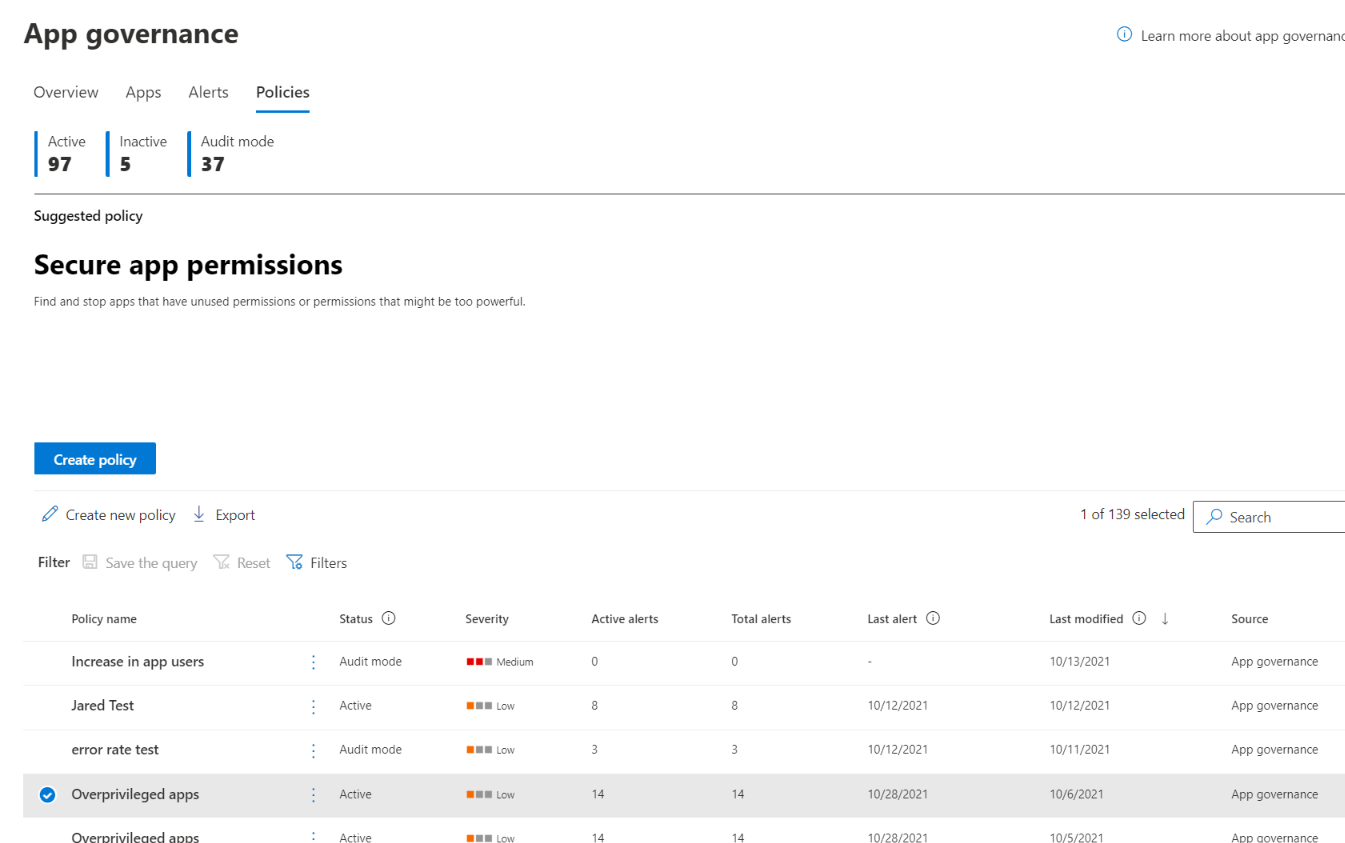 App governance
Learn more about app governanc
Overview Apps Alerts Policies
Active Inactive Audit mode
97 5 37
Suggested policy
Secure app permissions
Find and stop apps that have unused permissions or permissions that might be too powerful.
Create policy
Create new policy Export 1 of 139 selected Search
Filter Save the query Reset Filters
Policy name Status Severity Active alerts Total alerts Last alert Last modified ↓ Source
Increase in app users Audit mode Medium 0 0 - 10/13/2021 App governance
Jared Test Active Low 8 8 10/12/2021 10/12/2021 App governance
error rate test Audit mode Low 3 3 10/12/2021 10/11/2021 App governance
Overprivileged apps Active Low 14 14 10/28/2021 10/6/2021 App governance
Overprivileged apps Active Low 14 14 10/28/2021 10/5/2021 App governance